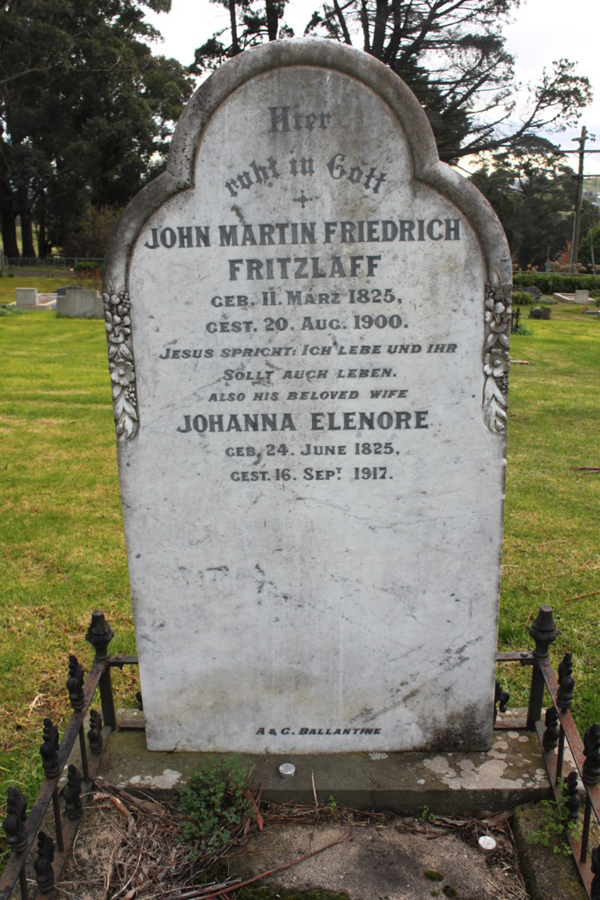 Hier
ruht in Gott
JOHN MARTIN FRIEDRICH
FRITZLAFF
GEB. 11. MARZ 1825,
GEST. 20. AUG. 1900.
JESUS SPRICHT: ICH LEBE UND IHR
SOLLT AUCH LEBEN.
ALSO HIS BELOVED WIFE
JOHANNA ELENORE
GEB. 24. JUNE 1825,
GEST. 16. SEPT 1917.
A & C. BALLANTINE